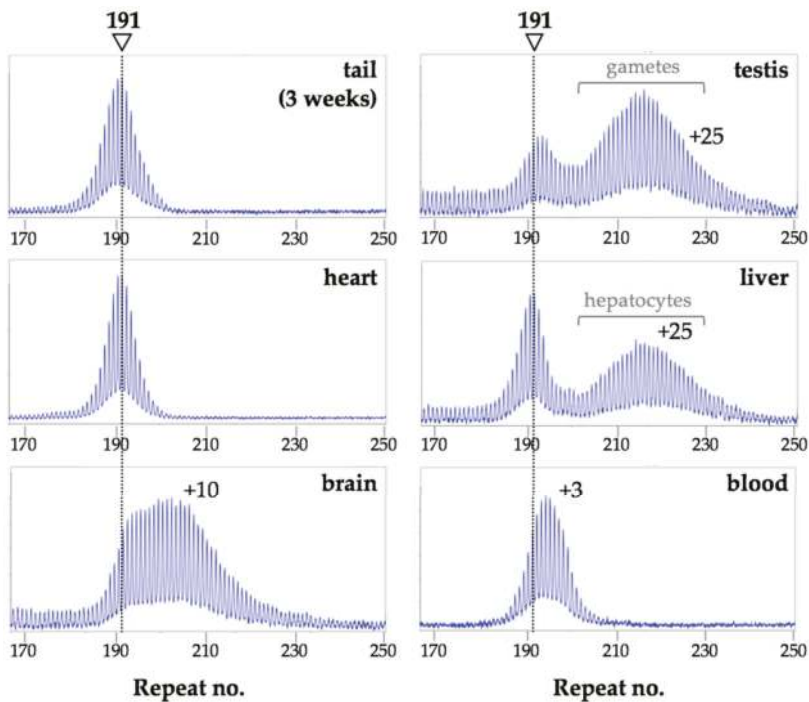 191
tail
(3 weeks)
170 190 210 230 250
heart
170 190 210 230 250
brain
+10
170 190 210 230 250
Repeat no.
191
gametes
testis
+25
170 190 210 230 250
liver
hepatocytes
+25
170 190 210 230 250
blood
+3
170 190 210 230 250
Repeat no.